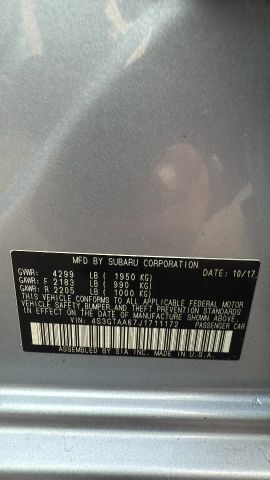 MFD BY SUBARU CORPORATION
GVWR: 4299 LB ( 1950 KG) DATE: 10/17
GAWR: F 2183 LB ( 990 KG)
GAWR: R 2205 LB ( 1000 KG)
THIS VEHICLE CONFORMS TO ALL APPLICABLE FEDERAL MOTOR
VEHICLE SAFETY, BUMPER, AND THEFT PREVENTION STANDARDS
IN EFFECT ON THE DATE OF MANUFACTURE SHOWN ABOVE.
VIN: 4S3GTAA67J1711172 PASSENGER CAR
ASSEMBLED BY SIA INC. MADE IN U.S.A.